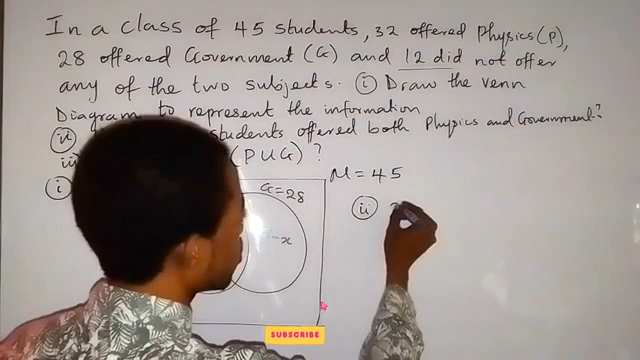 In a class of 45 students, 32 offered Physics (P),
28 offered Government (G) and 12 did not offer
any of the two subjects. (i) Draw the venn
Diagram to represent the information
(ii) students offered both Physics and Government?
iii) (P U G)' ?
(i) G = 28 μ = 45
- x (ii)
SUBSCRIBE